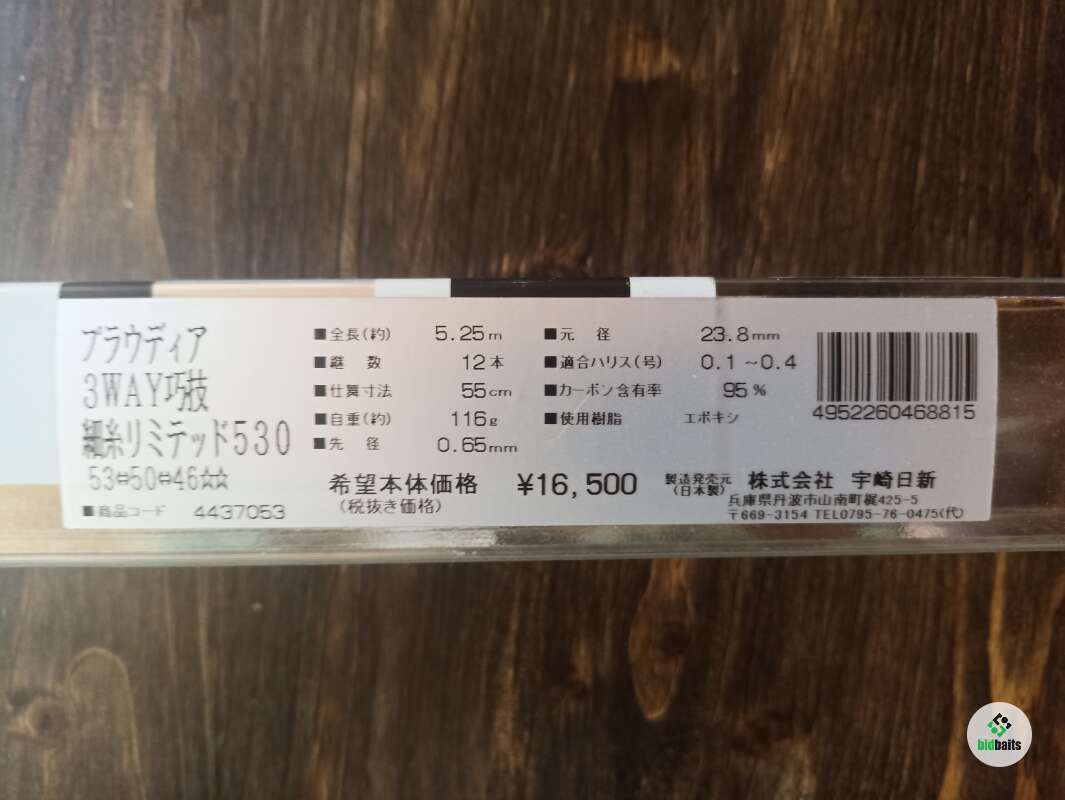 プラウディア
3WAY巧技
細糸リミテッド530
53⇔50⇔46☆☆
■商品コード 4437053
■全長(約) 5.25m
■継数 12本
■仕舞寸法 55cm
■自重(約) 116g
■先径 0.65mm
■元径 23.8mm
■適合ハリス(号) 0.1~0.4
■カーボン含有率 95%
■使用樹脂 エポキシ
希望本体価格 ¥16,500
(税抜き価格)
4952260468815
製造発売元 株式会社 宇崎日新
(日本製)
兵庫県丹波市山南町梶425-5
〒669-3154 TEL0795-76-0475(代)
bidbaits